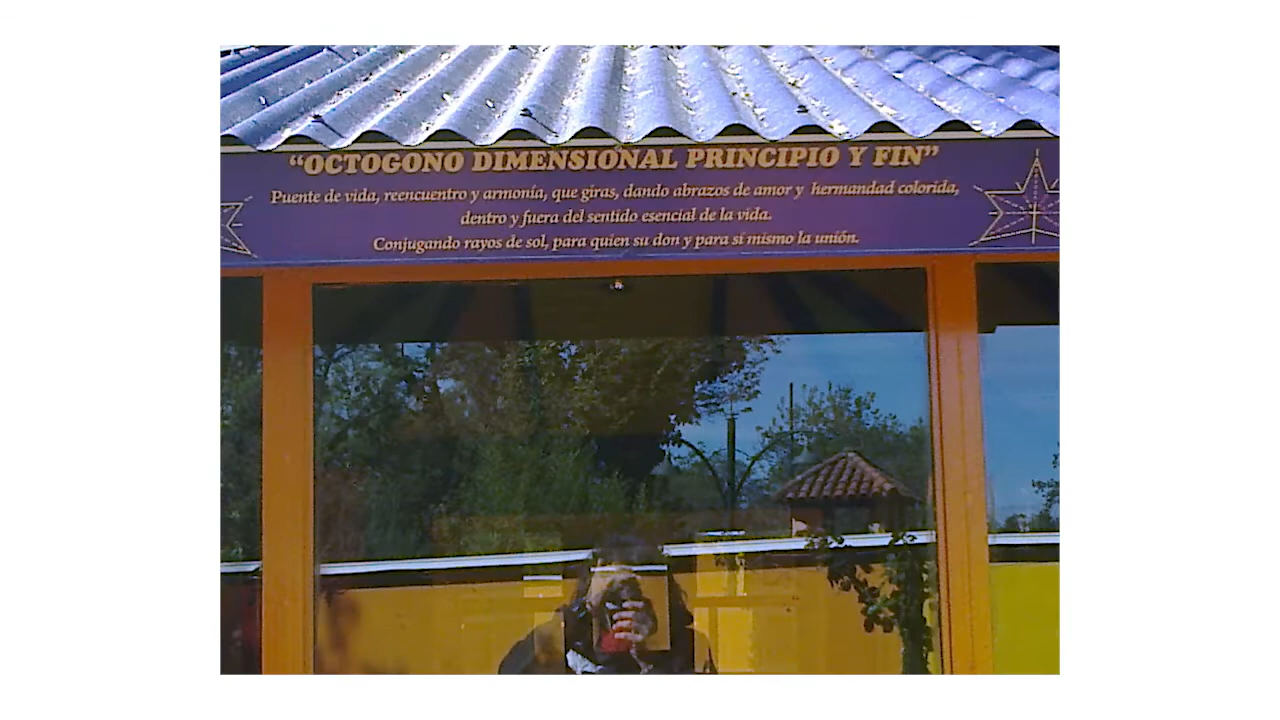 “OCTOGONO DIMENSIONAL PRINCIPIO Y FIN”
Puente de vida, reencuentro y armonía, que giras, dando abrazos de amor y hermandad colorida,
dentro y fuera del sentido esencial de la vida.
Conjugando rayos de sol, para quien su don y para si mismo la unión.